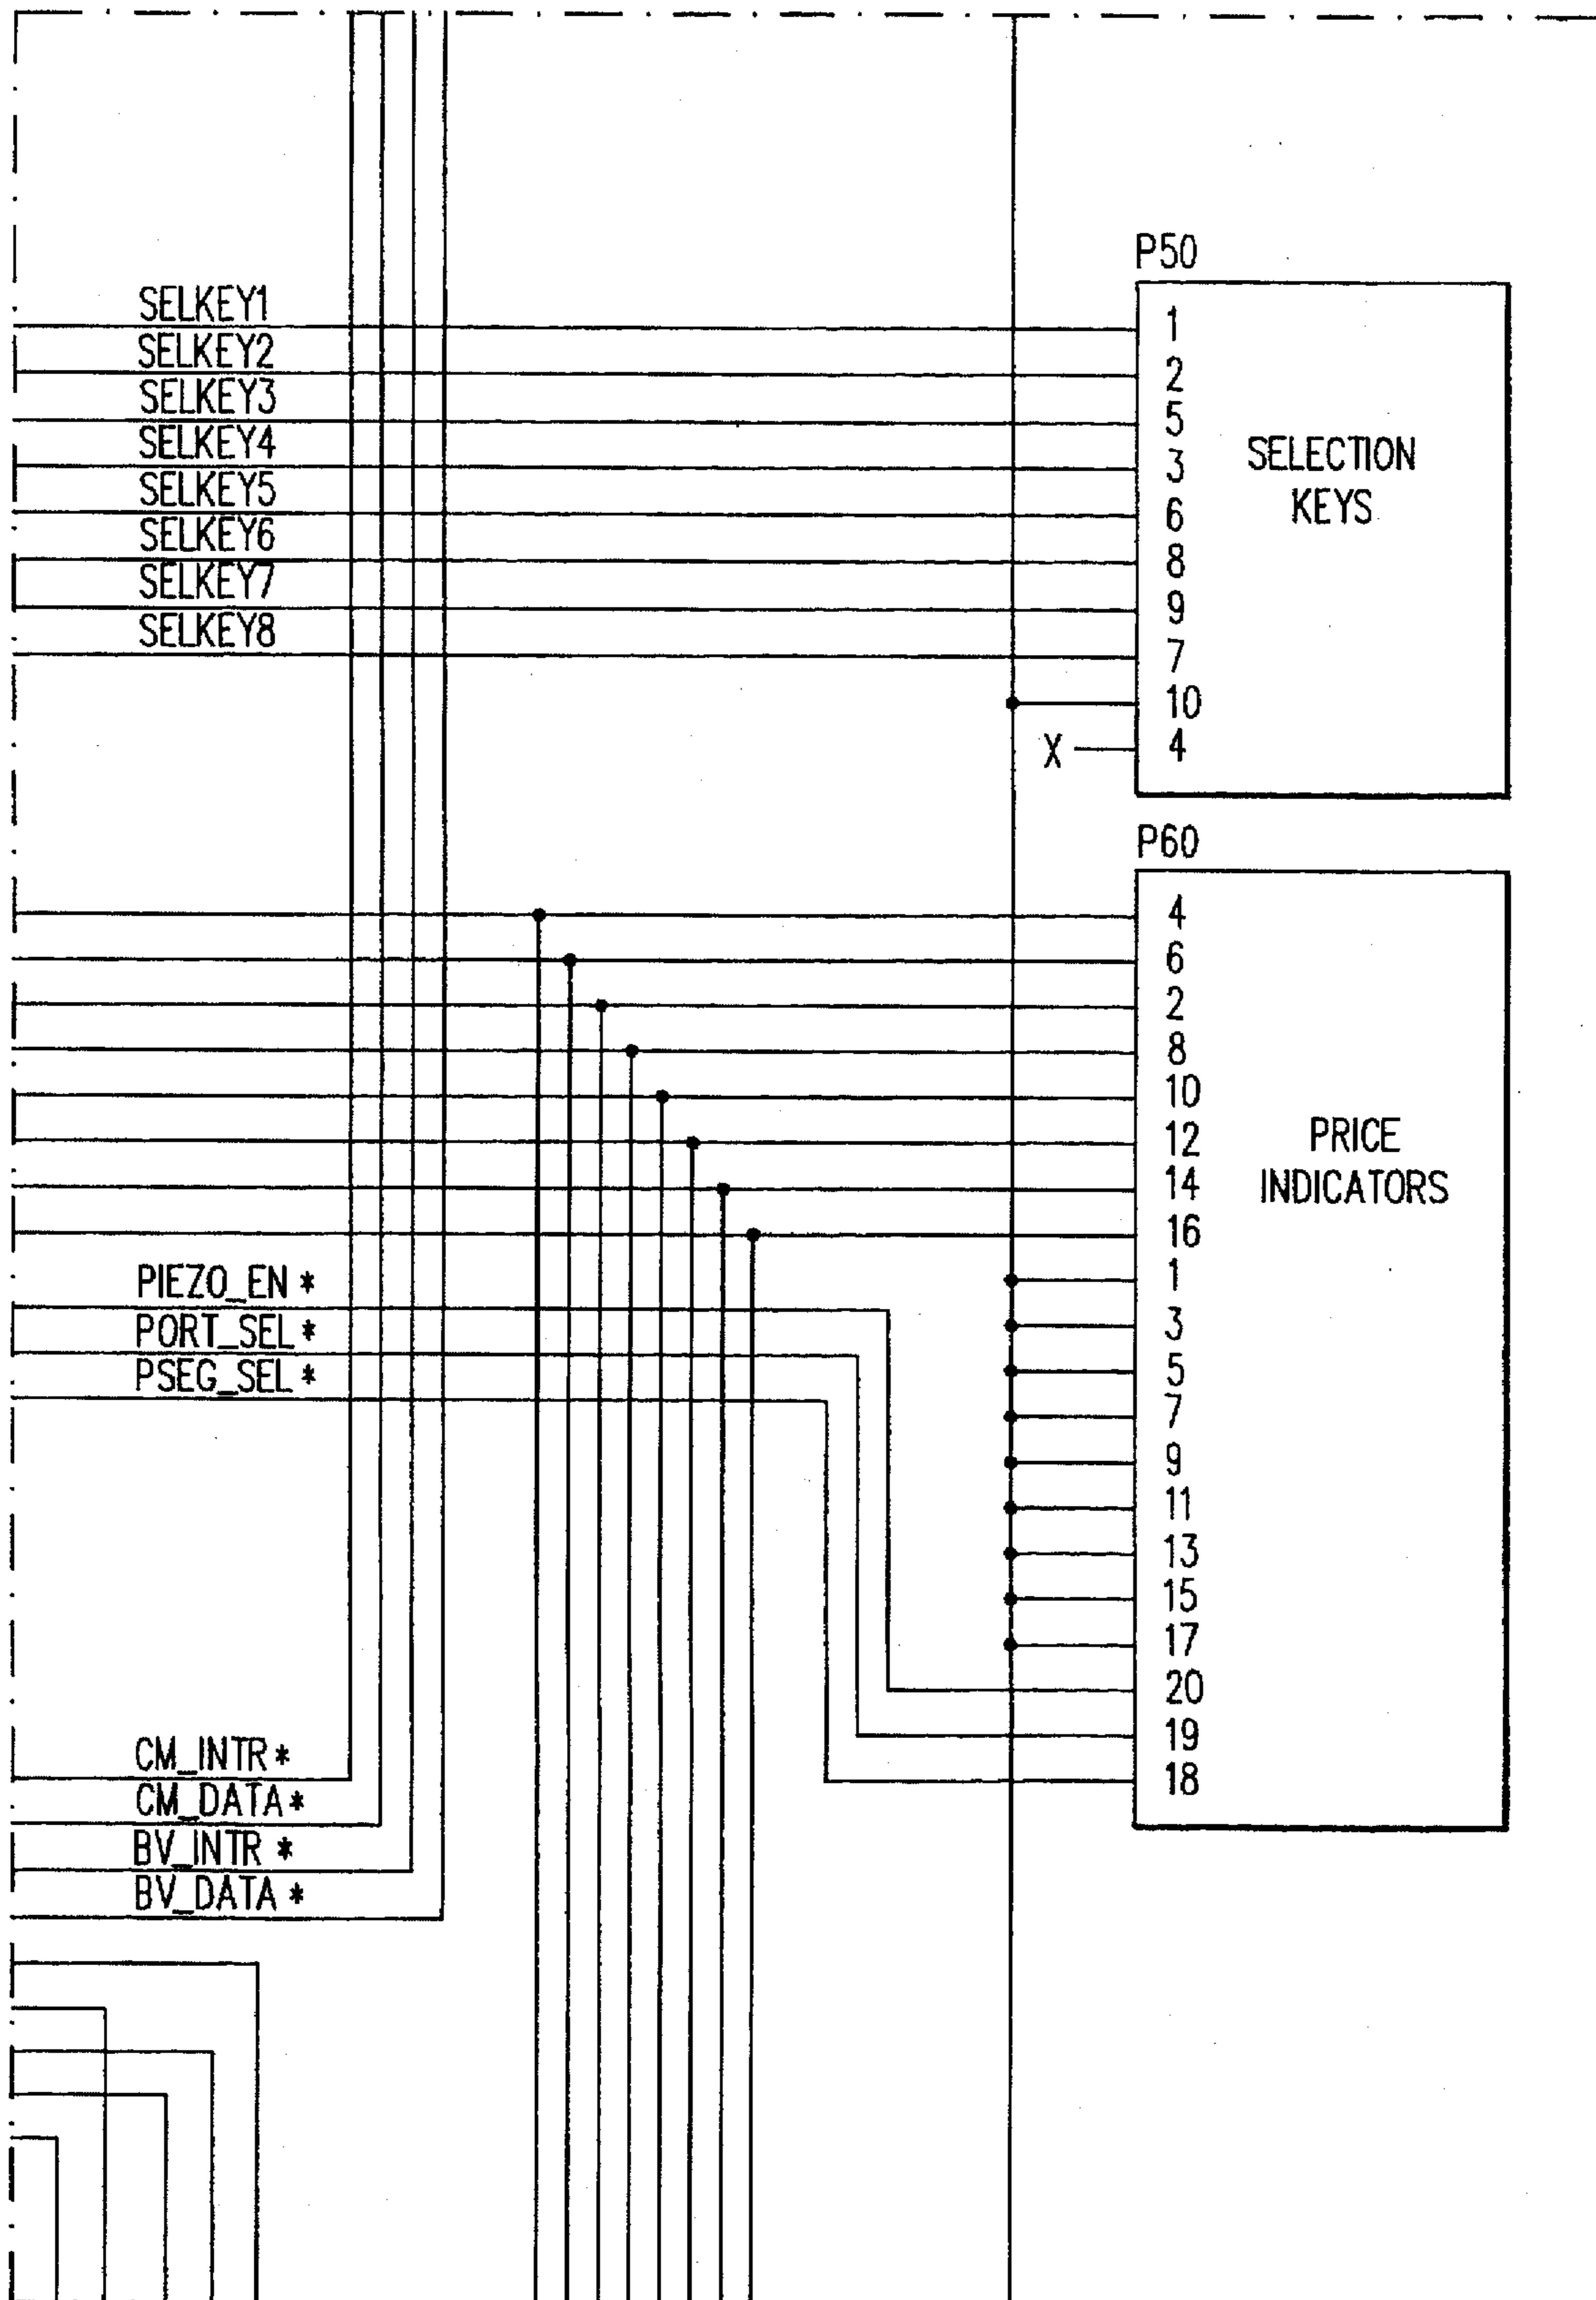 P50
SELKEY1
1
SELKEY2
2
SELKEY3
5
SELKEY4
3
SELKEY5
6
SELKEY6
8
SELKEY7
9
SELKEY8
7
10
X 4
SELECTION
KEYS
P60
4
6
2
8
10
12
14
16
1
3
5
7
9
11
13
15
17
20
19
18
PRICE
INDICATORS
PIEZO_EN*
PORT_SEL*
PSEG_SEL*
CM_INTR*
CM_DATA*
BV_INTR*
BV_DATA*